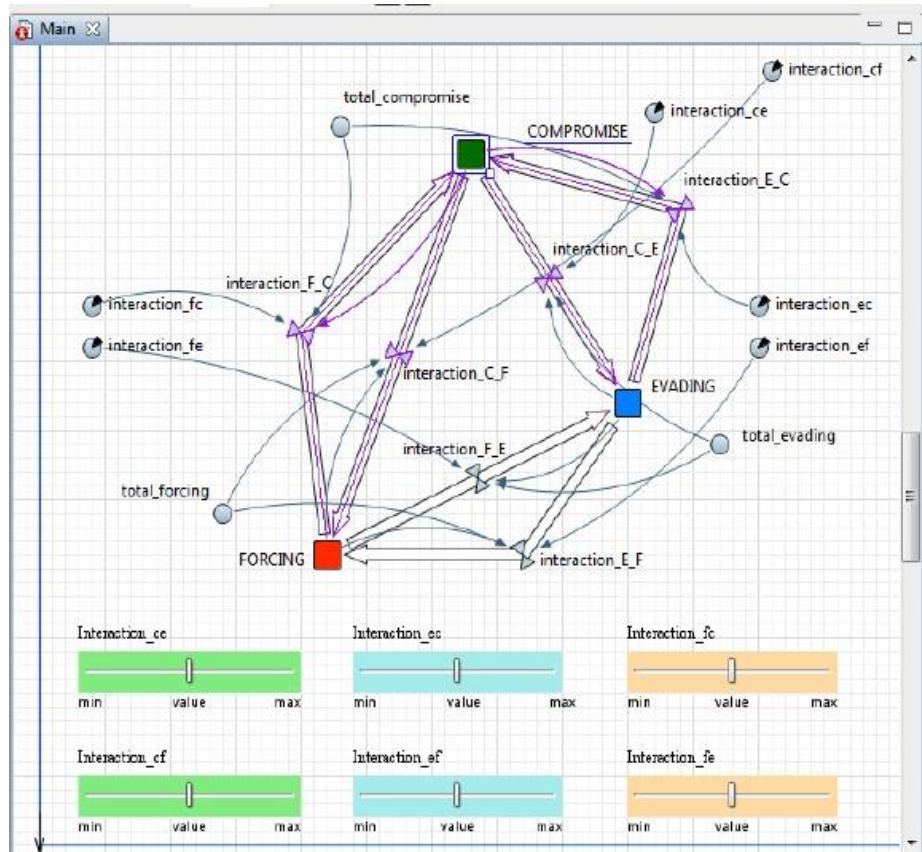 Main
interaction_cf
total_compromise
interaction_ce
COMPROMISE
interaction_E_C
interaction_C_E
interaction_F_C
interaction_fc
interaction_ec
interaction_fe
interaction_ef
interaction_C_F
EVADING
total_evading
interaction_F_E
total_forcing
FORCING
interaction_E_F
Interaction_ce Interaction_ec Interaction_fc
min value max min value max min value max
Interaction_cf Interaction_ef Interaction_fe
min value max min value max min value max